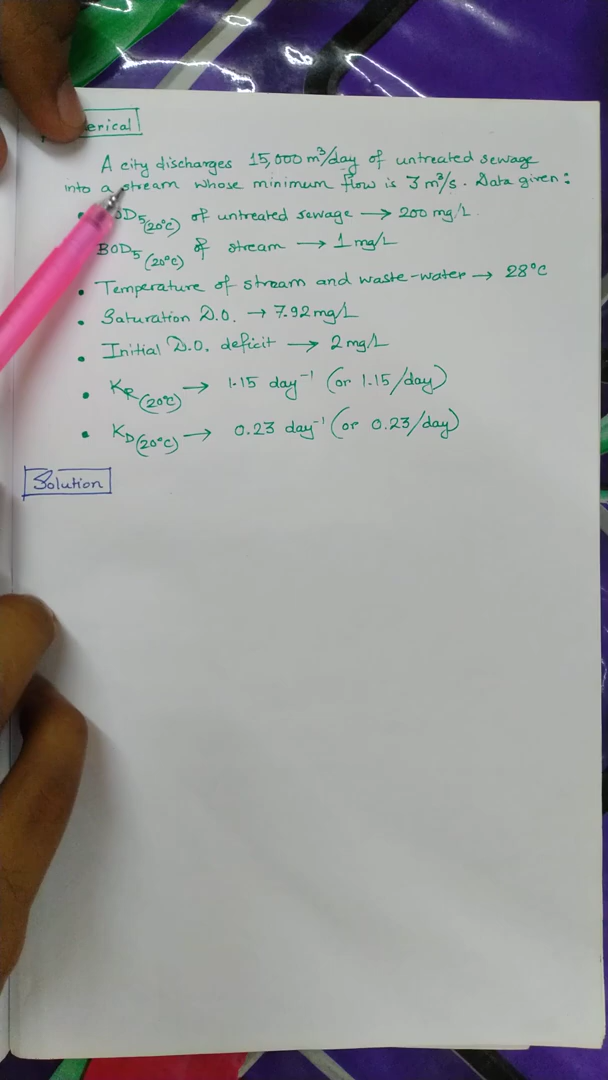 erical
A city discharges 15,000 m³/day of untreated sewage
into a stream whose minimum flow is 3 m³/s. Data given:
OD₅(20°C) of untreated sewage → 200 mg/L.
BOD₅(20°C) of stream → 1 mg/L
• Temperature of stream and waste-water → 28°C
• Saturation D.O. → 7.92 mg/L
• Initial D.O. deficit → 2 mg/L
• K_R(20°C) → 1.15 day⁻¹ (or 1.15/day)
• K_D(20°C) → 0.23 day⁻¹ (or 0.23/day)
Solution